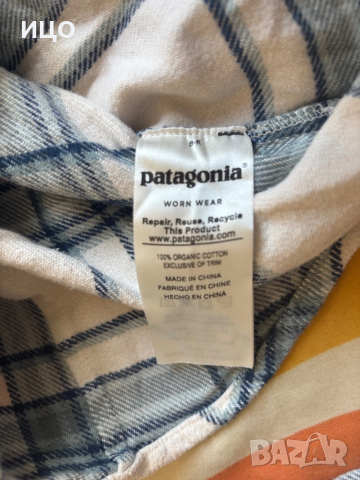 ицо
8-M
patagonia®
WORN WEAR
Repair, Reuse, Recycle
This Product
www.patagonia.com
100% ORGANIC COTTON
EXCLUSIVE OF TRIM
MADE IN CHINA
FABRIQUÉ EN CHINE
HECHO EN CHINA
BAZAR